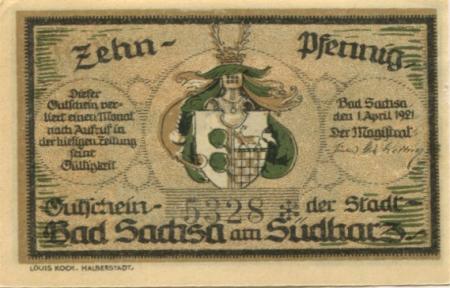 Zehn- Pfennig
Dieser
Gutschein ver-
liert einen Monat
nach Aufruf in
der hiesigen Zeitung
seine
Gültigkeit
Bad Sachsa
den 1. April 1921
Der Magistrat
Gutschein- 5328 * der Stadt-
Bad Sachsa am Südharz
LOUIS KOCH. HALBERSTADT.